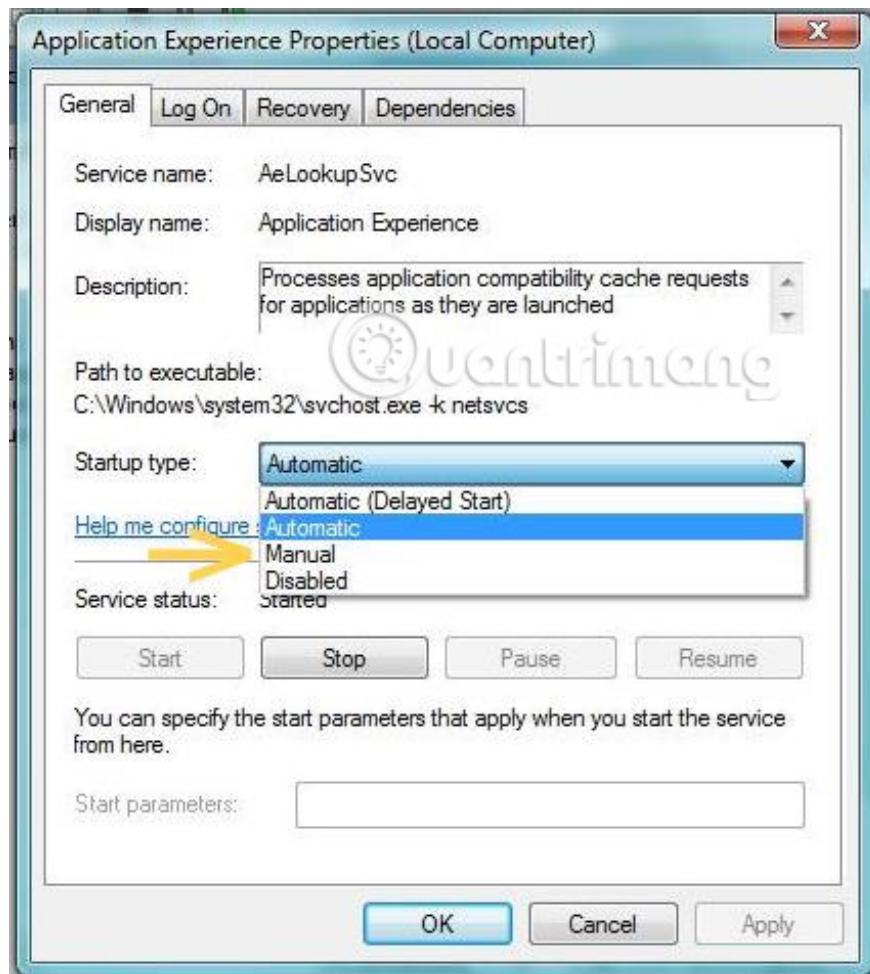 Application Experience Properties (Local Computer)
General Log On Recovery Dependencies
Service name: AeLookupSvc
Display name: Application Experience
Description: Processes application compatibility cache requests
for applications as they are launched
Quantrimang
Path to executable:
C:\Windows\system32\svchost.exe -k netsvcs
Startup type: Automatic
Automatic (Delayed Start)
Help me configure Automatic
Manual
Disabled
Service status: Started
Start Stop Pause Resume
You can specify the start parameters that apply when you start the service
from here.
Start parameters:
OK Cancel Apply